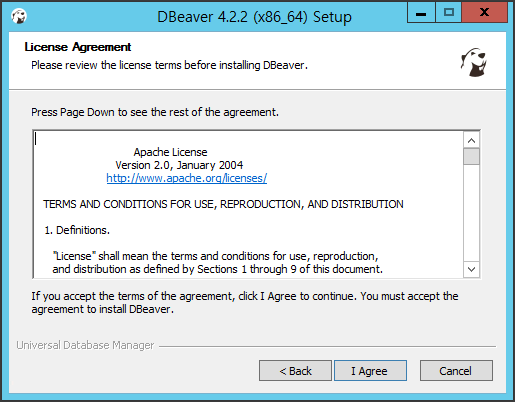 DBeaver 4.2.2 (x86_64) Setup
License Agreement
Please review the license terms before installing DBeaver.
Press Page Down to see the rest of the agreement.
Apache License
Version 2.0, January 2004
http://www.apache.org/licenses/
TERMS AND CONDITIONS FOR USE, REPRODUCTION, AND DISTRIBUTION
1. Definitions.
"License" shall mean the terms and conditions for use, reproduction,
and distribution as defined by Sections 1 through 9 of this document.
If you accept the terms of the agreement, click I Agree to continue. You must accept the
agreement to install DBeaver.
Universal Database Manager
< Back
I Agree
Cancel